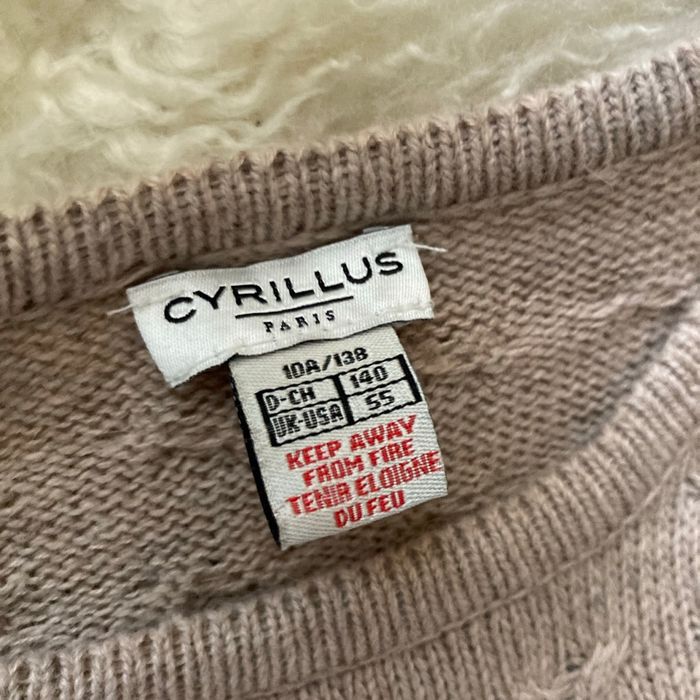 CYRILLUS
PARIS
10A/138
D-CH 140
UK-USA 55
KEEP AWAY
FROM FIRE
TENIR ELOIGNE
DU FEU